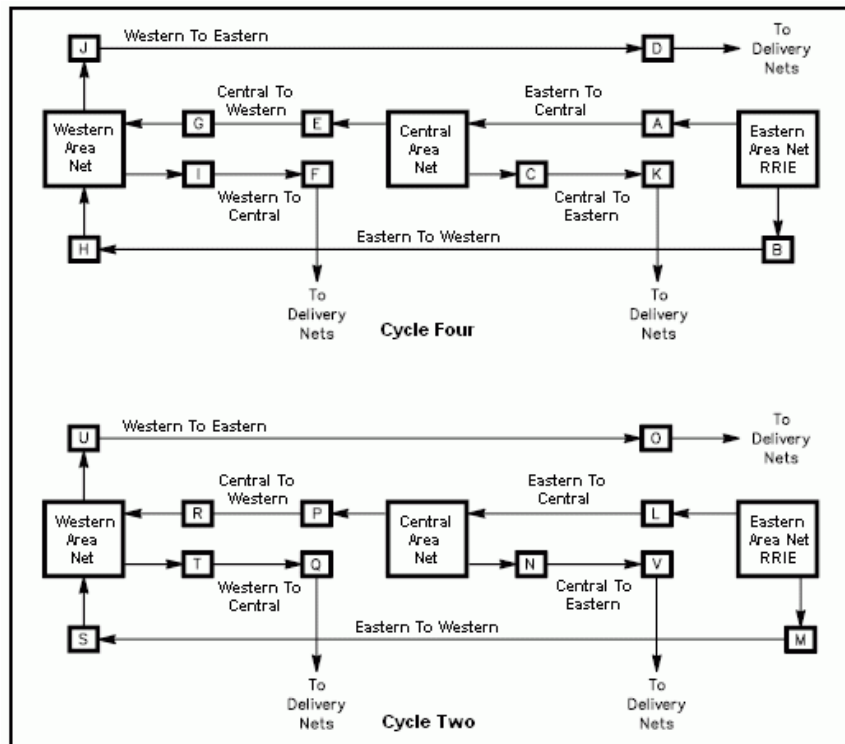 J
Western To Eastern
D
To
Delivery
Nets
Central To
Western
Eastern To
Central
Western
Area
Net
G
E
Central
Area
Net
A
Eastern
Area Net
RRIE
I
F
C
K
Western To
Central
Central To
Eastern
H
Eastern To Western
B
To
Delivery
Nets
To
Delivery
Nets
Cycle Four
U
Western To Eastern
O
To
Delivery
Nets
Central To
Western
Eastern To
Central
Western
Area
Net
R
P
Central
Area
Net
L
Eastern
Area Net
RRIE
T
Q
N
V
Western To
Central
Central To
Eastern
S
Eastern To Western
M
To
Delivery
Nets
To
Delivery
Nets
Cycle Two